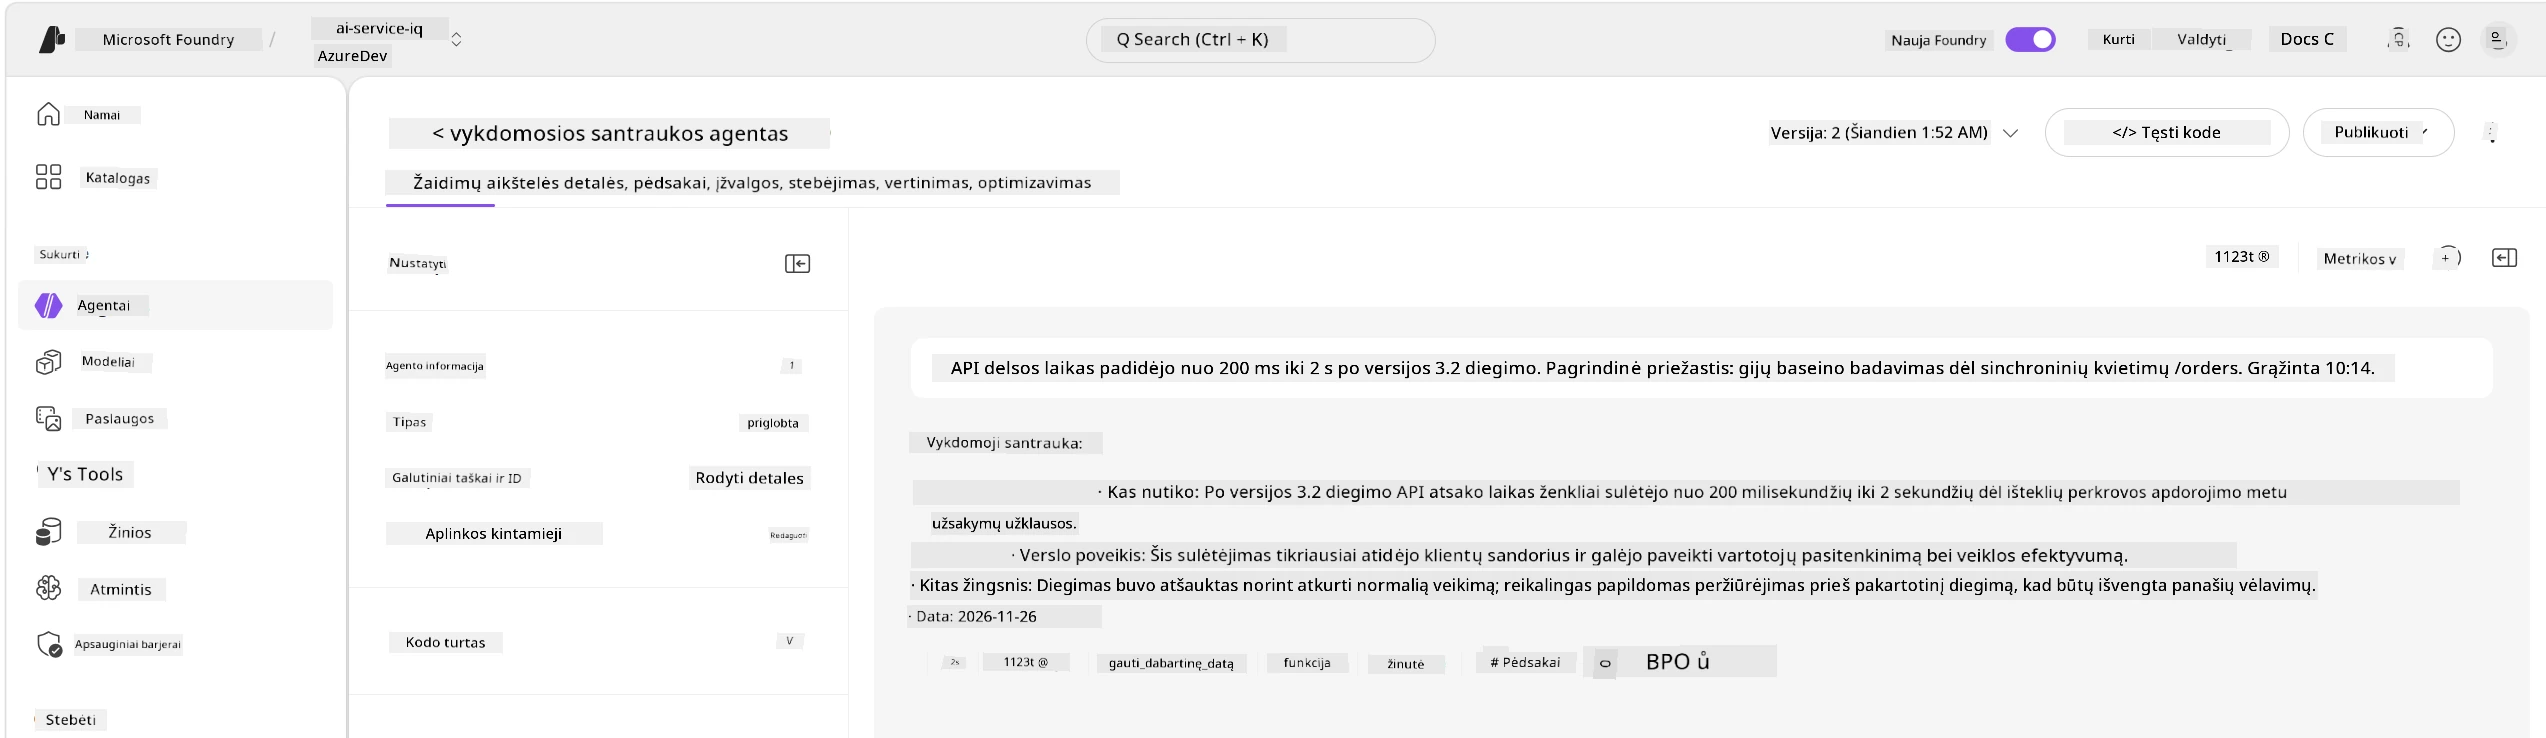 Microsoft Foundry /
ai-service-iq
AzureDev
Q Search (Ctrl + K)
Nauja Foundry
Kurti
Valdyti
Docs C
Namai
Katalogas
Sukurti
Agentai
Modeliai
Paslaugos
Y's Tools
Žinios
Atmintis
Apsauginiai barjerai
Stebėti
< vykdomosios santraukos agentas
Versija: 2 (Šiandien 1:52 AM)
</> Tęsti kode
Publikuoti
Žaidimų aikštelės detalės, pėdsakai, įžvalgos, stebėjimas, vertinimas, optimizavimas
Nustatyti
Agento informacija
1
Tipas
priglobta
Galutiniai taškai ir ID
Rodyti detales
Aplinkos kintamieji
Redaguoti
Kodo turtas
V
1123t ®
Metrikos v
+
API delsos laikas padidėjo nuo 200 ms iki 2 s po versijos 3.2 diegimo. Pagrindinė priežastis: gijų baseino badavimas dėl sinchroninių kvietimų /orders. Grąžinta 10:14.
Vykdomoji santrauka:
· Kas nutiko: Po versijos 3.2 diegimo API atsako laikas ženkliai sulėtėjo nuo 200 milisekundžių iki 2 sekundžių dėl išteklių perkrovos apdorojimo metu
užsakymų užklausos.
· Verslo poveikis: Šis sulėtėjimas tikriausiai atidėjo klientų sandorius ir galėjo paveikti vartotojų pasitenkinimą bei veiklos efektyvumą.
· Kitas žingsnis: Diegimas buvo atšauktas norint atkurti normalią veikimą; reikalingas papildomas peržiūrėjimas prieš pakartotinį diegimą, kad būtų išvengta panašių vėlavimų.
· Data: 2026-11-26
2s
1123t @
gauti_dabartinę_datą
funkcija
žinutė
# Pėdsakai
BPO ů